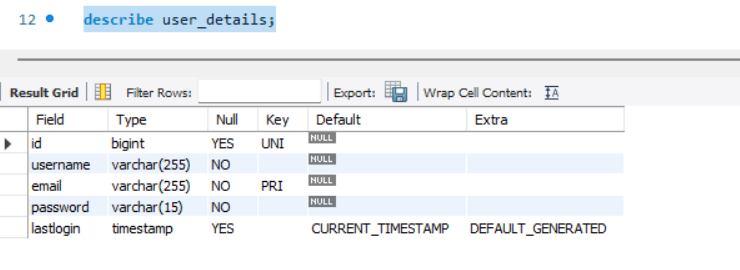 12 describe user_details;
Result Grid Filter Rows: Export: Wrap Cell Content: IA
Field Type Null Key Default Extra
id bigint YES UNI NULL
username varchar(255) NO NULL
email varchar(255) NO PRI NULL
password varchar(15) NO NULL
lastlogin timestamp YES CURRENT_TIMESTAMP DEFAULT_GENERATED